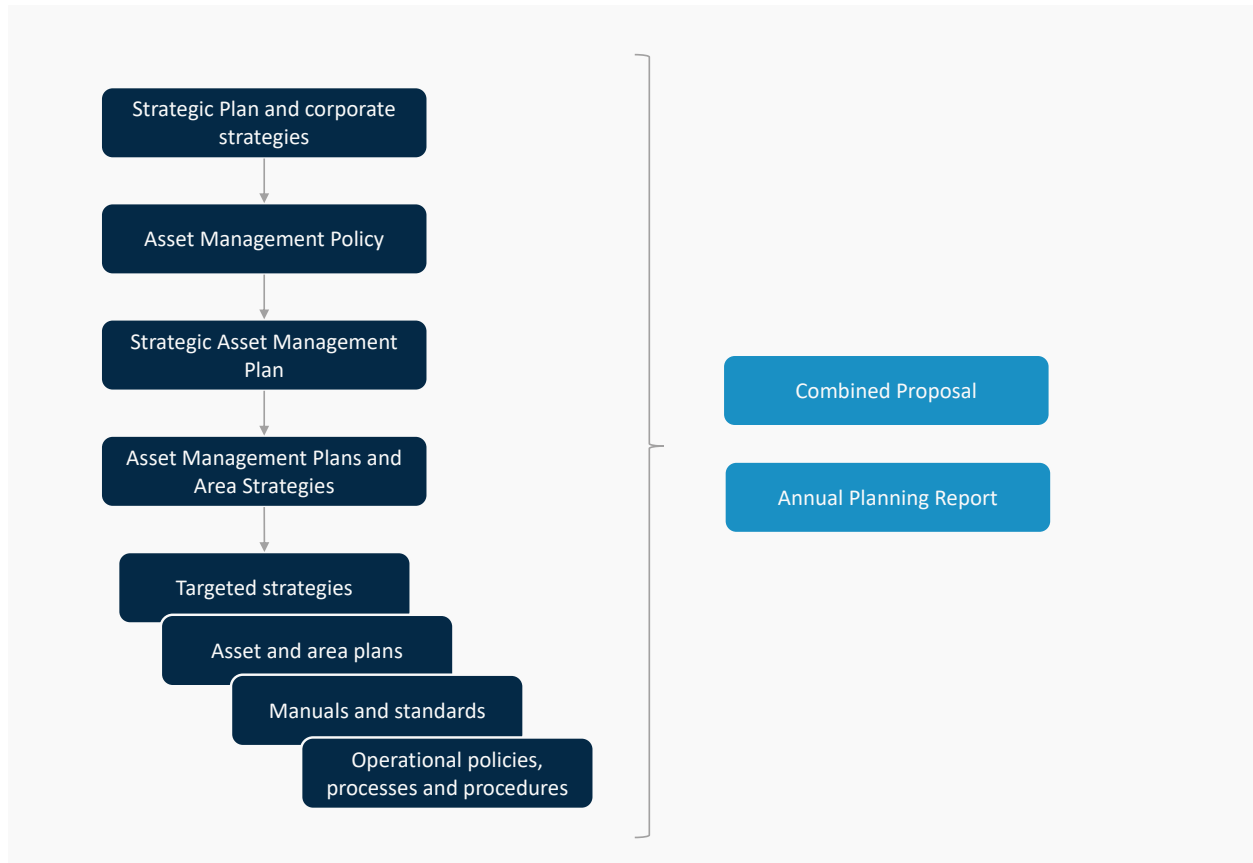 Strategic Plan and corporate
strategies
Asset Management Policy
Strategic Asset Management
Plan
Asset Management Plans and
Area Strategies
Targeted strategies
Asset and area plans
Manuals and standards
Operational policies,
processes and procedures
Combined Proposal
Annual Planning Report